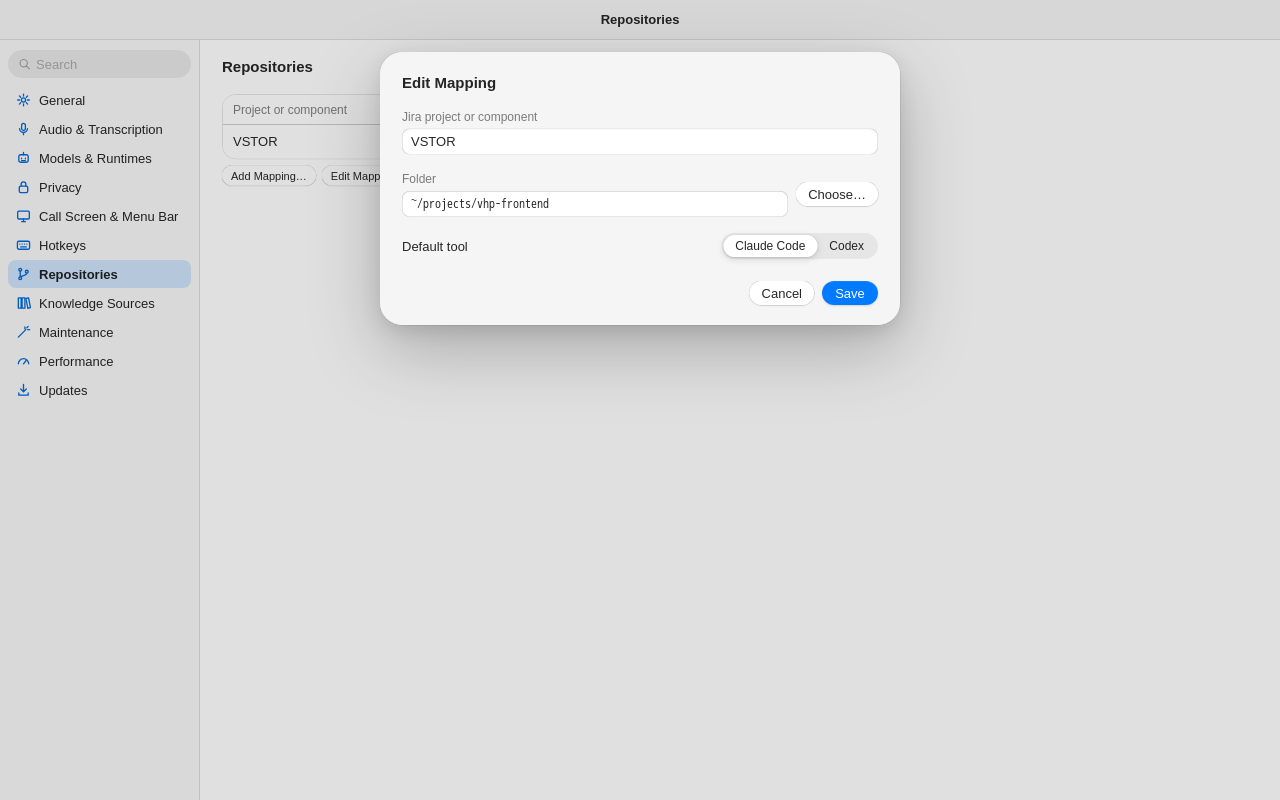 Repositories
Search
General
Audio & Transcription
Models & Runtimes
Privacy
Call Screen & Menu Bar
Hotkeys
Repositories
Knowledge Sources
Maintenance
Performance
Updates
Repositories
Project or component
VSTOR
Add Mapping…
Edit Mapp
Edit Mapping
Jira project or component
VSTOR
Folder
~/projects/vhp-frontend
Choose…
Default tool
Claude Code
Codex
Cancel
Save